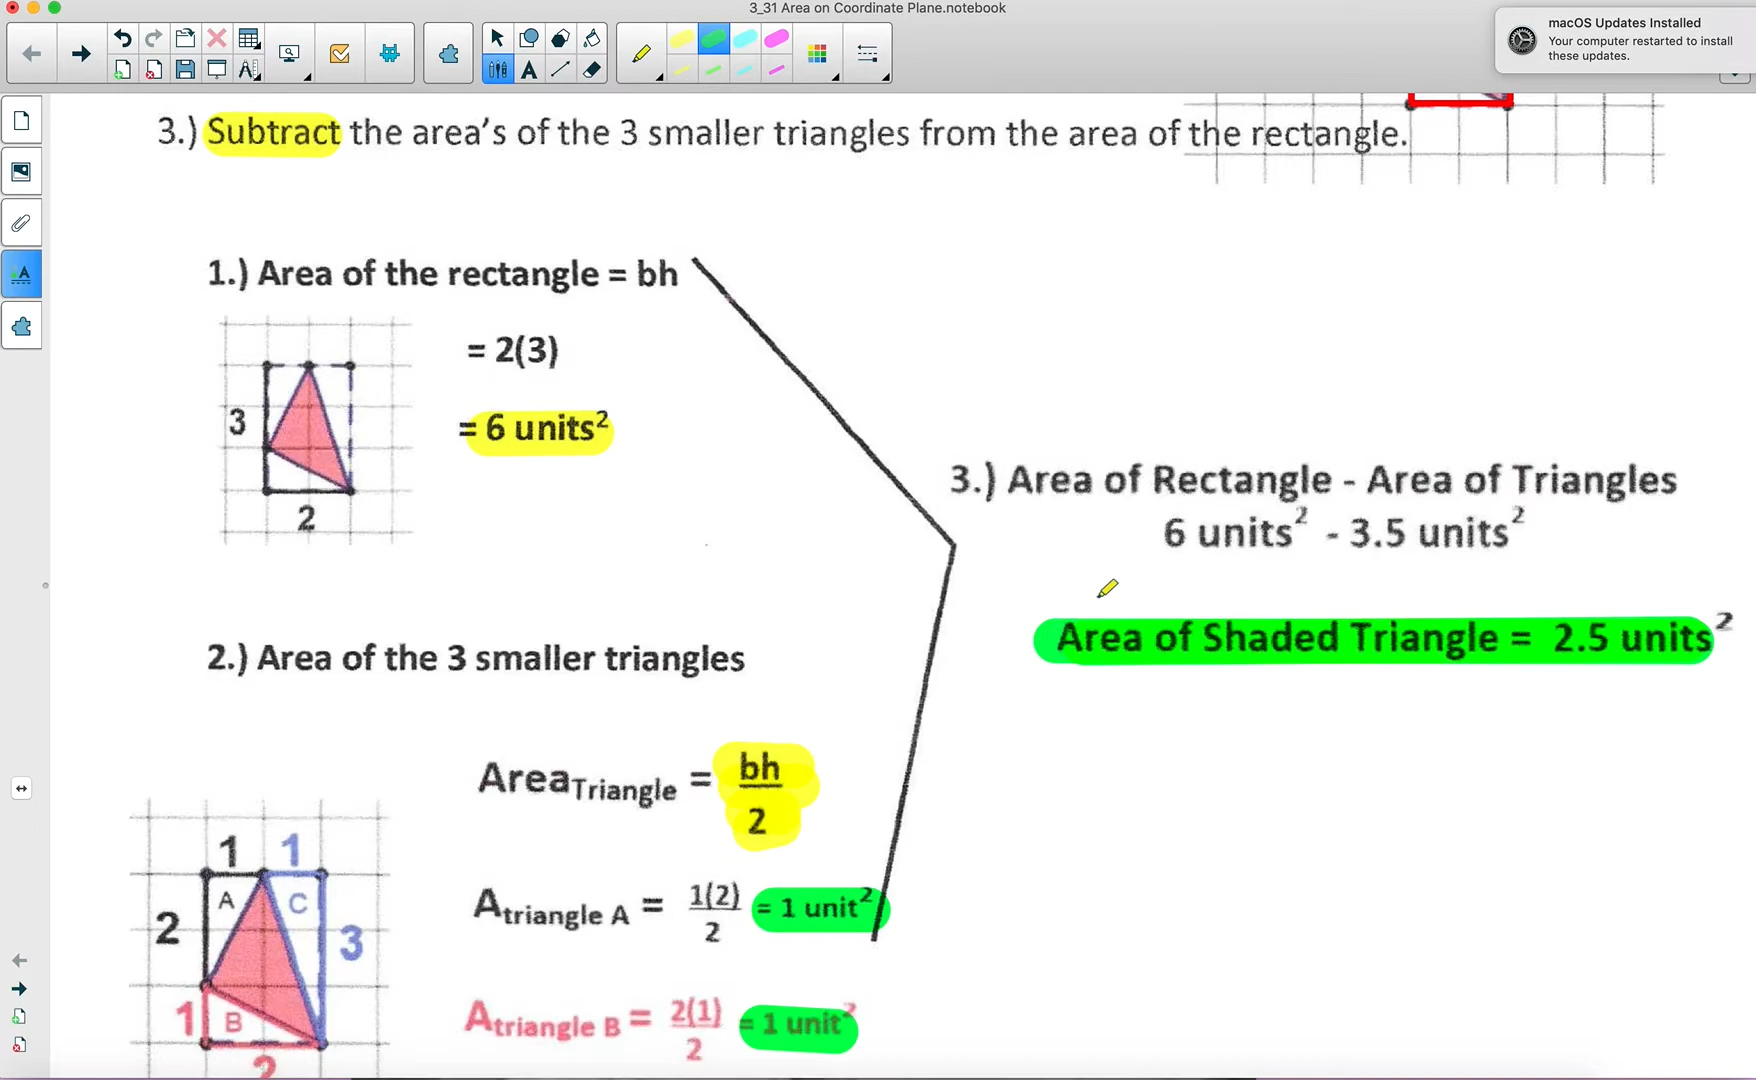 3_31 Area on Coordinate Plane.notebook
macOS Updates Installed
Your computer restarted to install
these updates.
3.) Subtract the area's of the 3 smaller triangles from the area of the rectangle.
1.) Area of the rectangle = bh
= 2(3)
= 6 units²
3
2
3.) Area of Rectangle - Area of Triangles
6 units² - 3.5 units²
Area of Shaded Triangle = 2.5 units²
2.) Area of the 3 smaller triangles
Area Triangle = bh
2
1 1
A C
2
3
1
B
2
A triangle A = 1(2) = 1 unit²
2
A triangle B = 2(1) = 1 unit²
2